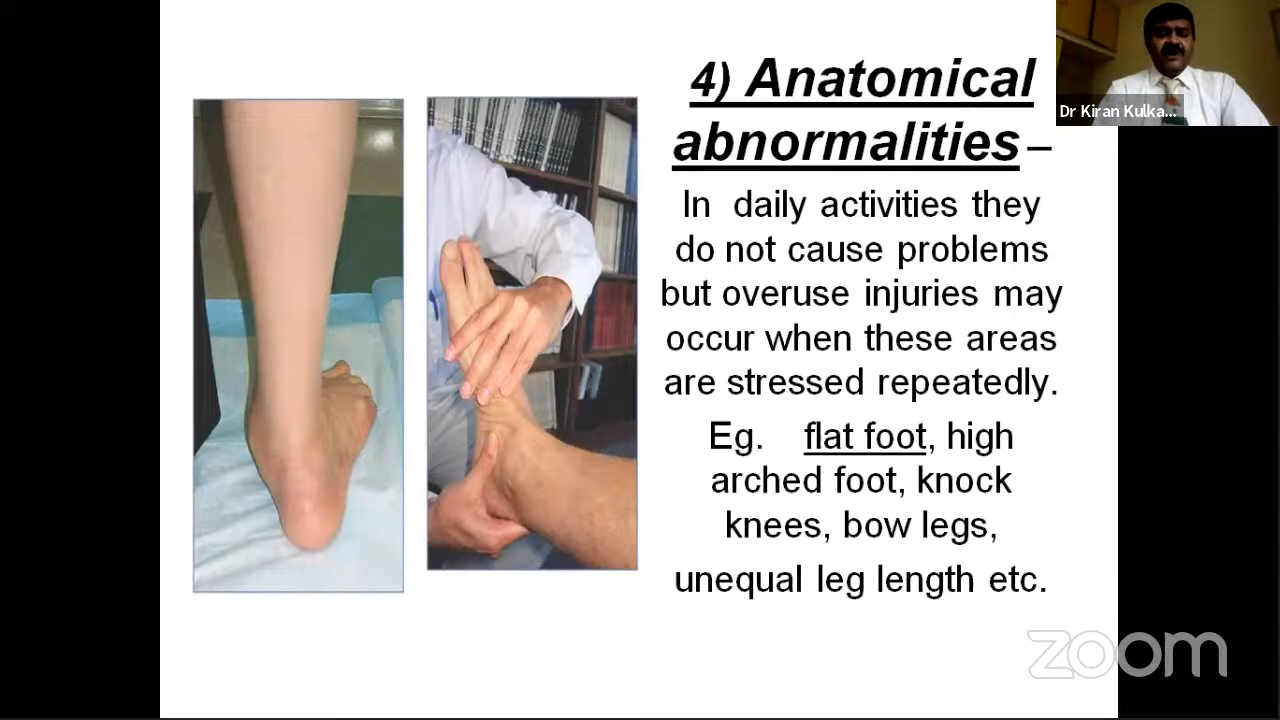 4) Anatomical
abnormalities –
In daily activities they
do not cause problems
but overuse injuries may
occur when these areas
are stressed repeatedly.
Eg. flat foot, high
arched foot, knock
knees, bow legs,
unequal leg length etc.
Dr Kiran Kulka...
zoom